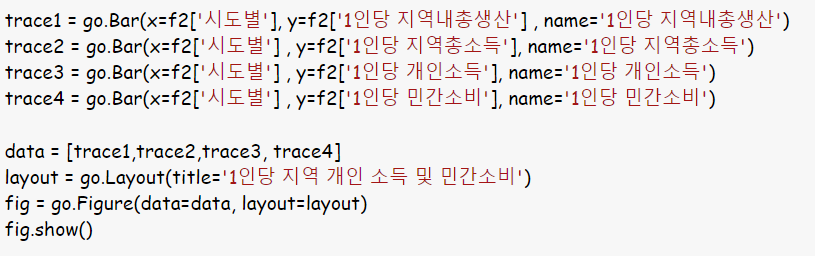 trace1 = go.Bar(x=f2['시도별'], y=f2['1인당 지역내총생산'] , name='1인당 지역내총생산')
trace2 = go.Bar(x=f2['시도별'] , y=f2['1인당 지역총소득'], name='1인당 지역총소득')
trace3 = go.Bar(x=f2['시도별'] , y=f2['1인당 개인소득'], name='1인당 개인소득')
trace4 = go.Bar(x=f2['시도별'] , y=f2['1인당 민간소비'], name='1인당 민간소비')
data = [trace1,trace2,trace3, trace4]
layout = go.Layout(title='1인당 지역 개인 소득 및 민간소비')
fig = go.Figure(data=data, layout=layout)
fig.show()